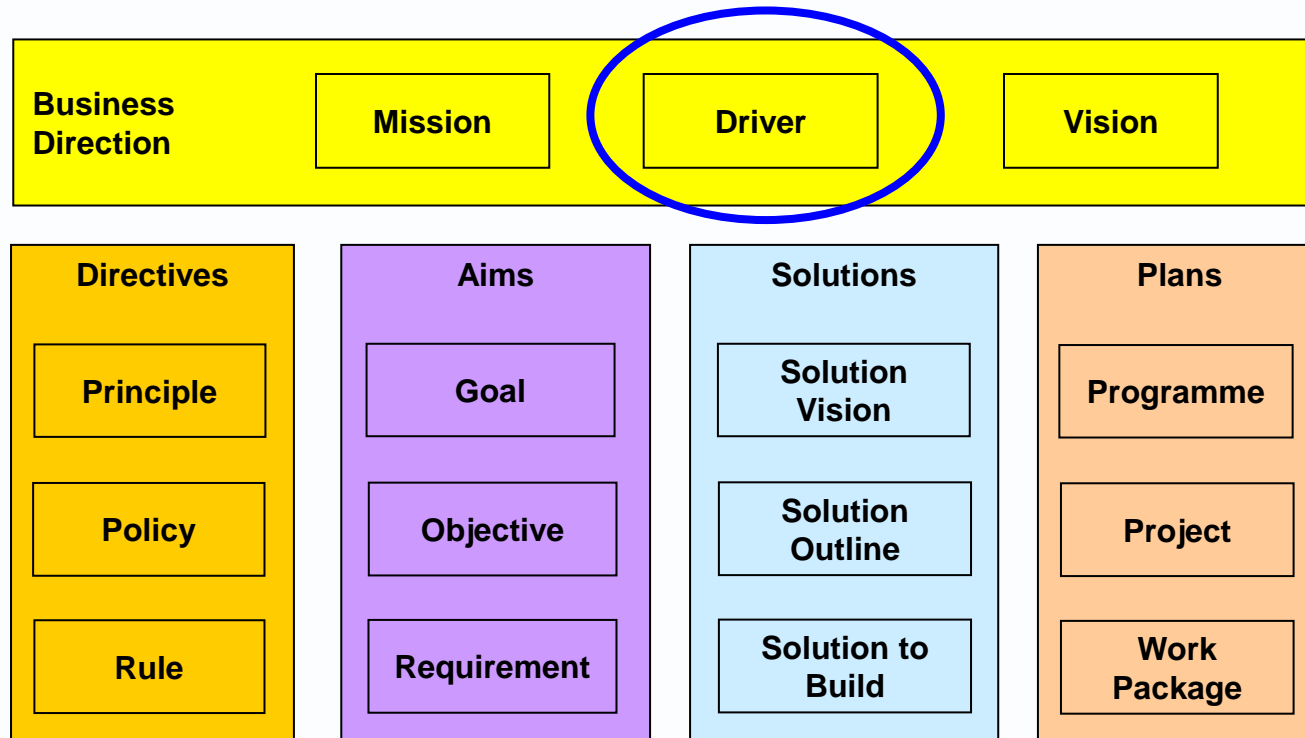 Business
Direction
Mission
Driver
Vision
Directives
Principle
Policy
Rule
Aims
Goal
Objective
Requirement
Solutions
Solution
Vision
Solution
Outline
Solution to
Build
Plans
Programme
Project
Work
Package